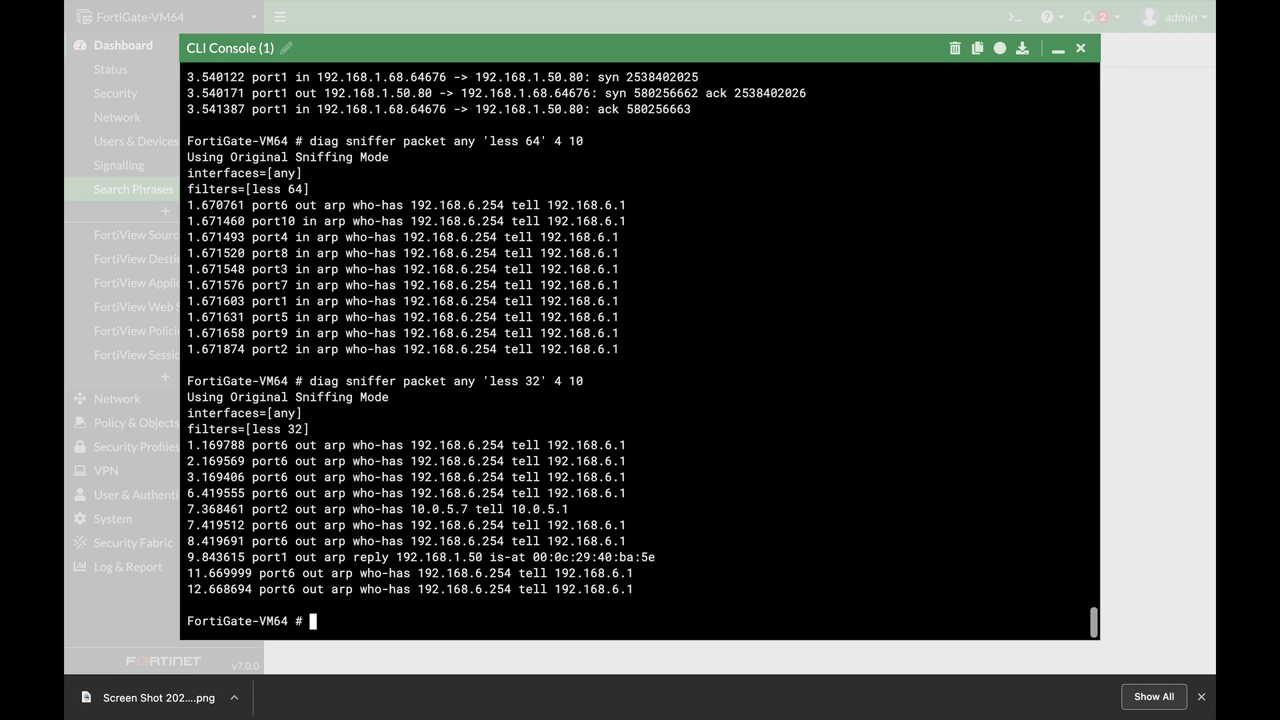 FortiGate-VM64
2
admin
CLI Console (1)
Dashboard
Status
Security
Network
Users & Devices
Signalling
Search Phrases
FortiView Sourc
FortiView Desti
FortiView Applic
FortiView Web S
FortiView Policie
FortiView Sessio
Network
Policy & Objects
Security Profiles
VPN
User & Authenti
System
Security Fabric
Log & Report
FORTINET
v7.0.0
3.540122 port1 in 192.168.1.68.64676 -> 192.168.1.50.80: syn 2538402025
3.540171 port1 out 192.168.1.50.80 -> 192.168.1.68.64676: syn 580256662 ack 2538402026
3.541387 port1 in 192.168.1.68.64676 -> 192.168.1.50.80: ack 580256663
FortiGate-VM64 # diag sniffer packet any 'less 64' 4 10
Using Original Sniffing Mode
interfaces=[any]
filters=[less 64]
1.670761 port6 out arp who-has 192.168.6.254 tell 192.168.6.1
1.671460 port10 in arp who-has 192.168.6.254 tell 192.168.6.1
1.671493 port4 in arp who-has 192.168.6.254 tell 192.168.6.1
1.671520 port8 in arp who-has 192.168.6.254 tell 192.168.6.1
1.671548 port3 in arp who-has 192.168.6.254 tell 192.168.6.1
1.671576 port7 in arp who-has 192.168.6.254 tell 192.168.6.1
1.671603 port1 in arp who-has 192.168.6.254 tell 192.168.6.1
1.671631 port5 in arp who-has 192.168.6.254 tell 192.168.6.1
1.671658 port9 in arp who-has 192.168.6.254 tell 192.168.6.1
1.671874 port2 in arp who-has 192.168.6.254 tell 192.168.6.1
FortiGate-VM64 # diag sniffer packet any 'less 32' 4 10
Using Original Sniffing Mode
interfaces=[any]
filters=[less 32]
1.169788 port6 out arp who-has 192.168.6.254 tell 192.168.6.1
2.169569 port6 out arp who-has 192.168.6.254 tell 192.168.6.1
3.169406 port6 out arp who-has 192.168.6.254 tell 192.168.6.1
6.419555 port6 out arp who-has 192.168.6.254 tell 192.168.6.1
7.368461 port2 out arp who-has 10.0.5.7 tell 10.0.5.1
7.419512 port6 out arp who-has 192.168.6.254 tell 192.168.6.1
8.419691 port6 out arp who-has 192.168.6.254 tell 192.168.6.1
9.843615 port1 out arp reply 192.168.1.50 is-at 00:0c:29:40:ba:5e
11.669999 port6 out arp who-has 192.168.6.254 tell 192.168.6.1
12.668694 port6 out arp who-has 192.168.6.254 tell 192.168.6.1
FortiGate-VM64 #
Screen Shot 202....png
Show All